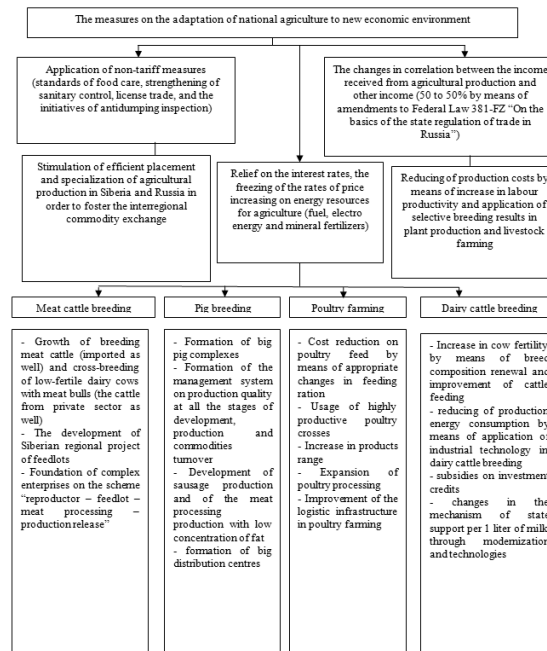 The measures on the adaptation of national agriculture to new economic environment
Application of non-tariff measures
(standards of food care, strengthening of
sanitary control, license trade, and the
initiatives of antidumping inspection)
The changes in correlation between the income
received from agricultural production and
other income (50 to 50% by means of
amendments to Federal Law 381-FZ “On the
basics of the state regulation of trade in
Russia”)
Stimulation of efficient placement
and specialization of agricultural
production in Siberia and Russia in
order to foster the interregional
commodity exchange
Relief on the interest rates, the
freezing of the rates of price
increasing on energy resources
for agriculture (fuel, electro
energy and mineral fertilizers)
Reducing of production costs by
means of increase in labour
productivity and application of
selective breeding results in
plant production and livestock
farming
Meat cattle breeding
Pig breeding
Poultry farming
Dairy cattle breeding
- Growth of breeding
meat cattle (imported as
well) and cross-breeding
of low-fertile dairy cows
with meat bulls (the cattle
from private sector as
well)
- The development of
Siberian regional project
of feedlots
- Foundation of complex
enterprises on the scheme
“reproductor – feedlot –
meat processing –
production release”
- Formation of big
pig complexes
- Formation of the
management system
on production quality
at all the stages of
development,
production and
commodities
turnover
- Development of
sausage production
and of the meat
processing
production with low
concentration of fat
- formation of big
distribution centres
- Cost reduction on
poultry feed by
means of appropriate
changes in feeding
ration
- Usage of highly
productive poultry
crosses
- Increase in products
range
- Expansion of
poultry processing
- Improvement of the
logistic infrastructure
in poultry farming
- Increase in cow fertility
by means of breed
composition renewal and
improvement of cattle
feeding
- reducing of production
energy consumption by
means of application of
industrial technology in
dairy cattle breeding
- subsidies on investment
credits
- changes in the
mechanism of state
support per 1 liter of milk
through modernization
and technologies